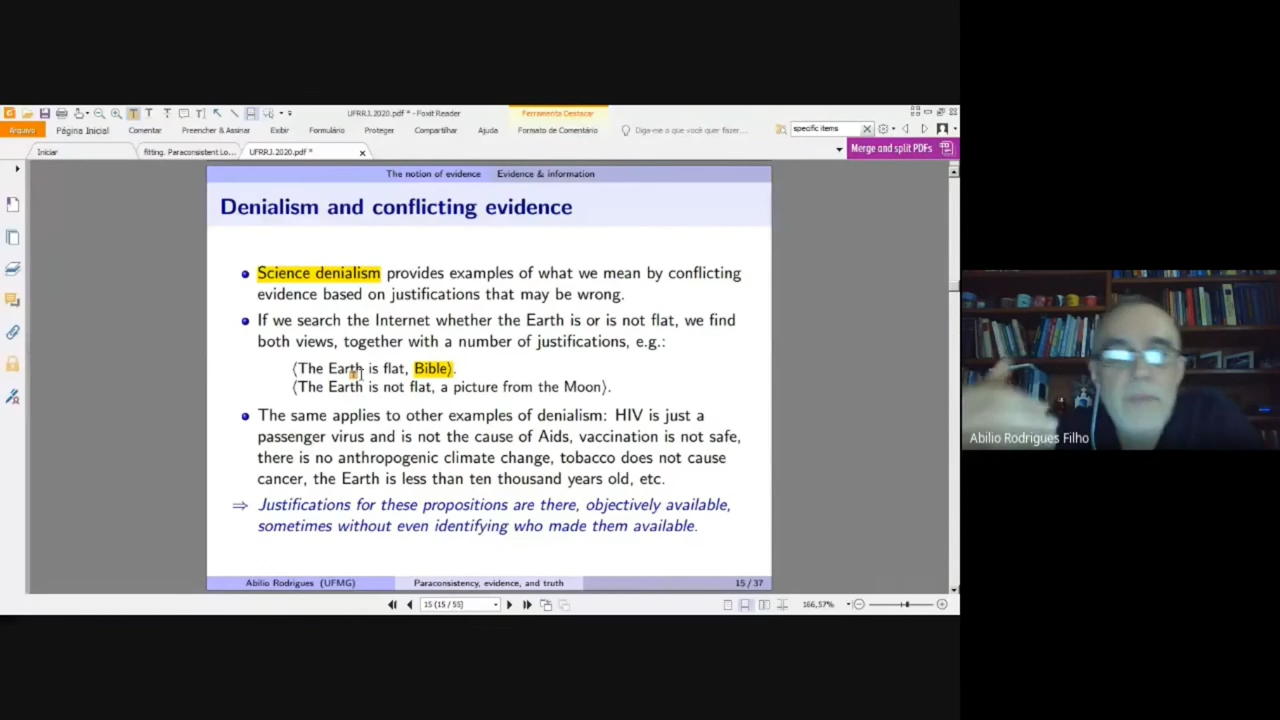 UFRRJ.2020.pdf * - Foxit Reader
Ferramenta Destacar
Arquivo Página Inicial Comentar Preencher & Assinar Exibir Formulário Proteger Compartilhar Ajuda Formato de Comentário Diga-me o que você quer fazer... specific items
Iniciar fitting. Paraconsistent Lo... UFRRJ.2020.pdf * Merge and split PDFs
The notion of evidence Evidence & information
Denialism and conflicting evidence
Science denialism provides examples of what we mean by conflicting
evidence based on justifications that may be wrong.
If we search the Internet whether the Earth is or is not flat, we find
both views, together with a number of justifications, e.g.:
⟨The Earth is flat, Bible⟩.
⟨The Earth is not flat, a picture from the Moon⟩.
The same applies to other examples of denialism: HIV is just a
passenger virus and is not the cause of Aids, vaccination is not safe,
there is no anthropogenic climate change, tobacco does not cause
cancer, the Earth is less than ten thousand years old, etc.
⇒ Justifications for these propositions are there, objectively available,
sometimes without even identifying who made them available.
Abilio Rodrigues (UFMG) Paraconsistency, evidence, and truth 15 / 37
15 (15 / 55) 166,57%
Abilio Rodrigues Filho